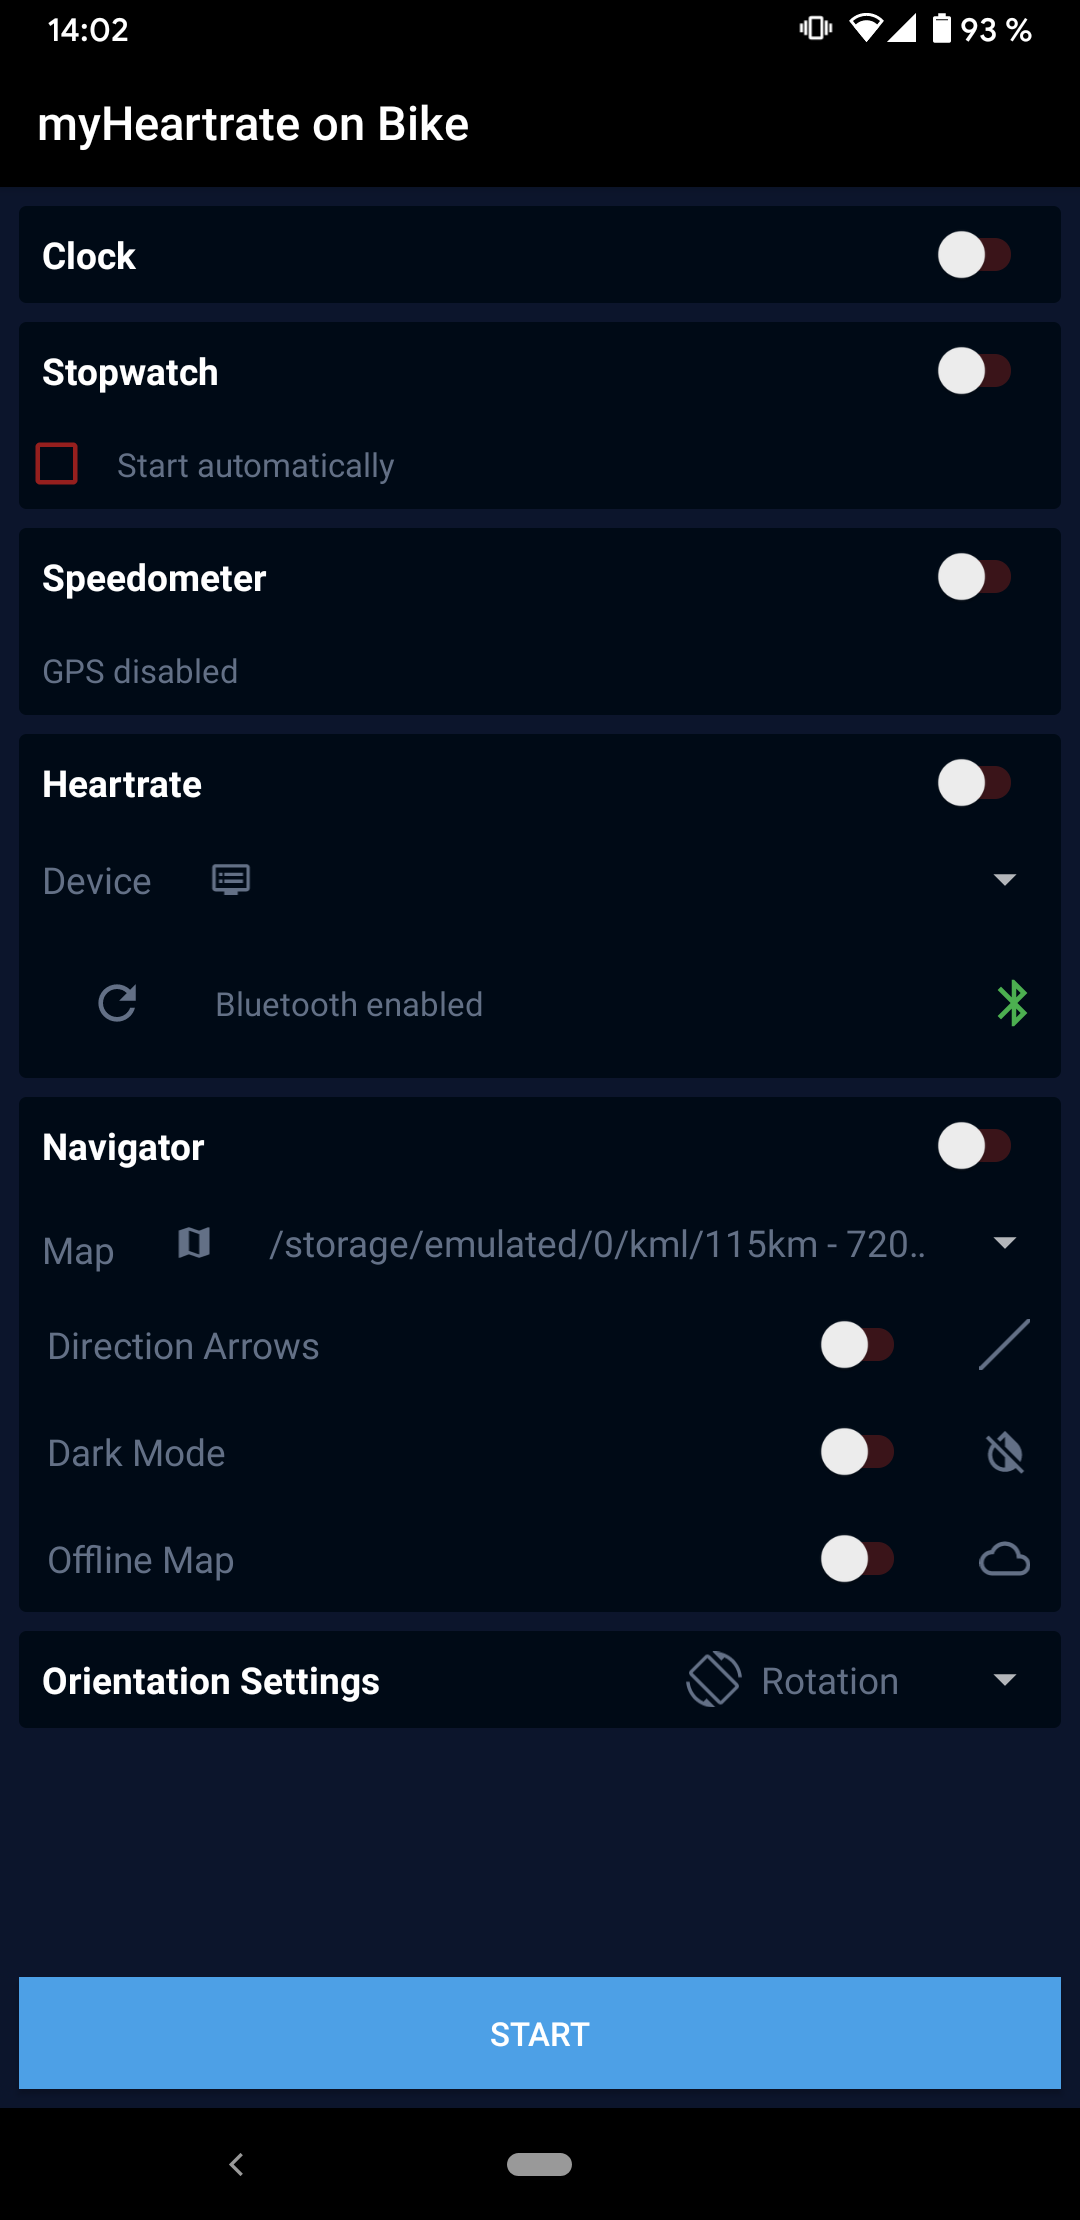 14:02
93 %
myHeartrate on Bike
Clock
Stopwatch
Start automatically
Speedometer
GPS disabled
Heartrate
Device
Bluetooth enabled
Navigator
Map /storage/emulated/0/kml/115km - 720..
Direction Arrows
Dark Mode
Offline Map
Orientation Settings Rotation
START